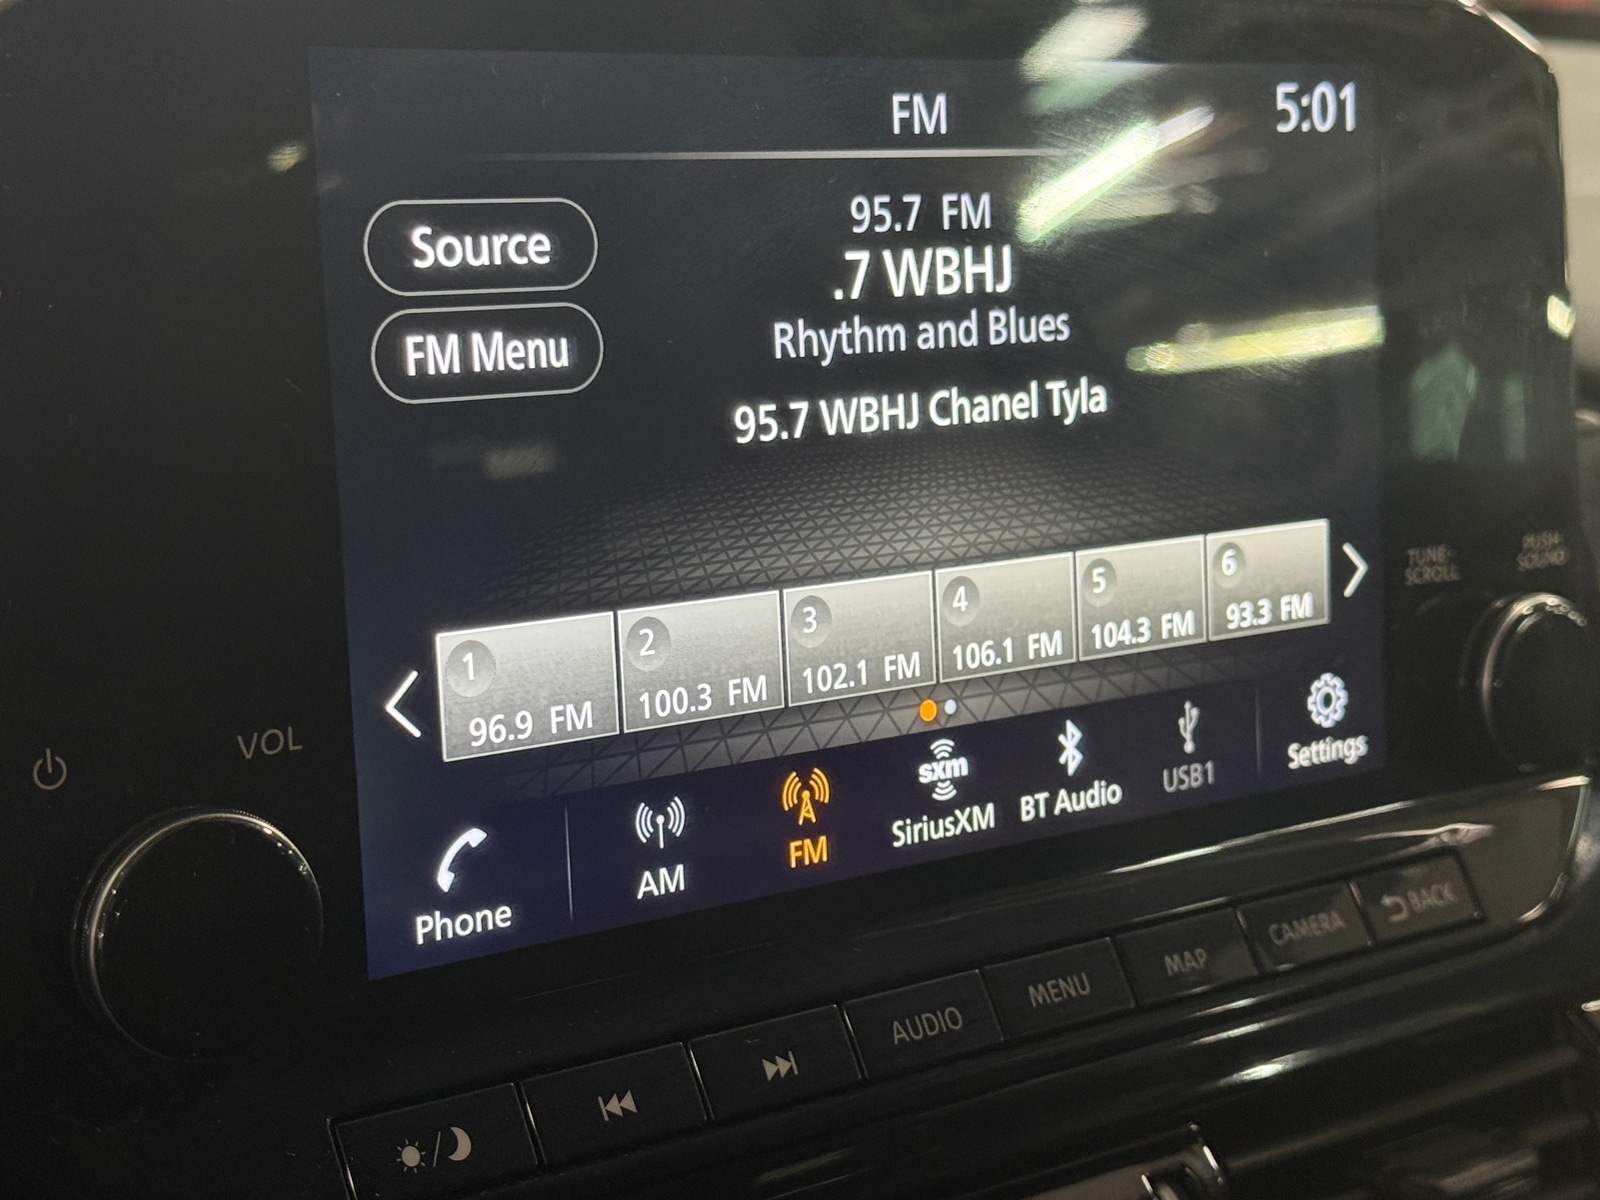 FM
5:01
Source
FM Menu
95.7 FM
.7 WBHJ
Rhythm and Blues
95.7 WBHJ Chanel Tyla
1
96.9 FM
2
100.3 FM
3
102.1 FM
4
106.1 FM
5
104.3 FM
6
93.3 FM
Phone
AM
FM
sxm
SiriusXM
BT Audio
USB1
Settings
VOL
TUNE·
SCROLL
PUSH·
SOUND
AUDIO
MENU
MAP
CAMERA
BACK